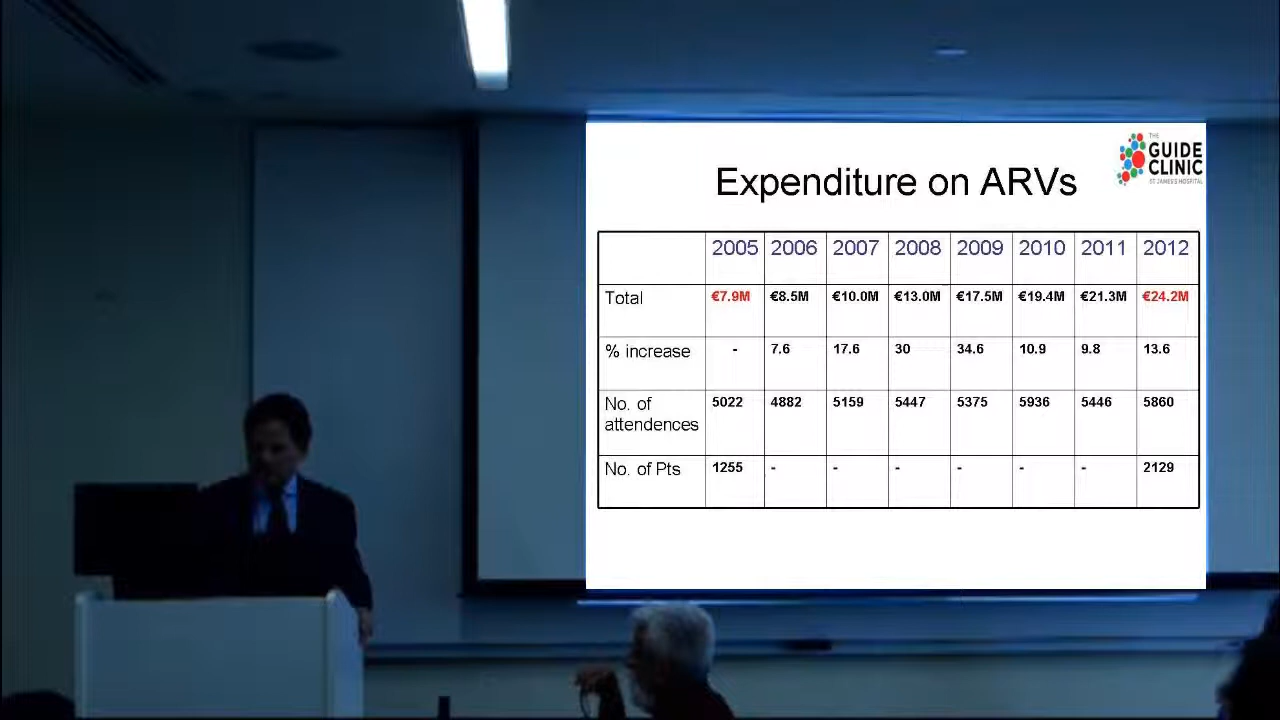 THE
GUIDE
CLINIC
ST JAMES'S HOSPITAL
Expenditure on ARVs
2005 2006 2007 2008 2009 2010 2011 2012
Total €7.9M €8.5M €10.0M €13.0M €17.5M €19.4M €21.3M €24.2M
% increase - 7.6 17.6 30 34.6 10.9 9.8 13.6
No. of
attendences 5022 4882 5159 5447 5375 5936 5446 5860
No. of Pts 1255 - - - - - - 2129